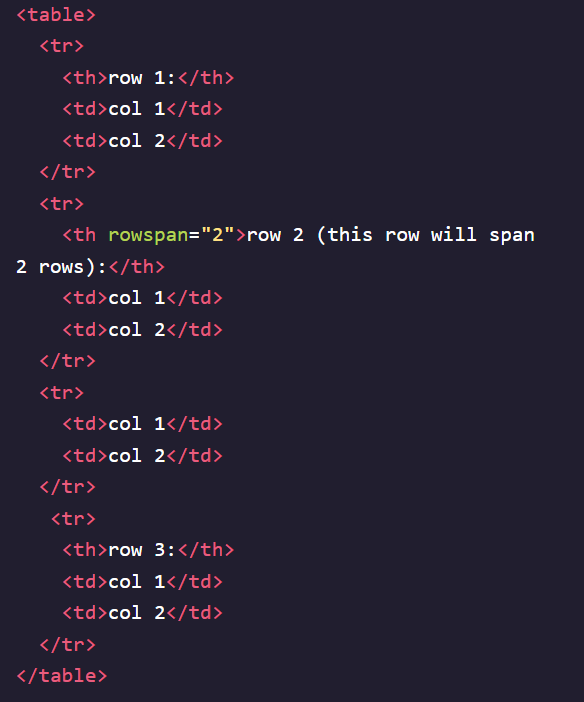 <table>
  <tr>
    <th>row 1:</th>
    <td>col 1</td>
    <td>col 2</td>
  </tr>
  <tr>
    <th rowspan="2">row 2 (this row will span
2 rows):</th>
    <td>col 1</td>
    <td>col 2</td>
  </tr>
  <tr>
    <td>col 1</td>
    <td>col 2</td>
  </tr>
   <tr>
    <th>row 3:</th>
    <td>col 1</td>
    <td>col 2</td>
  </tr>
</table>